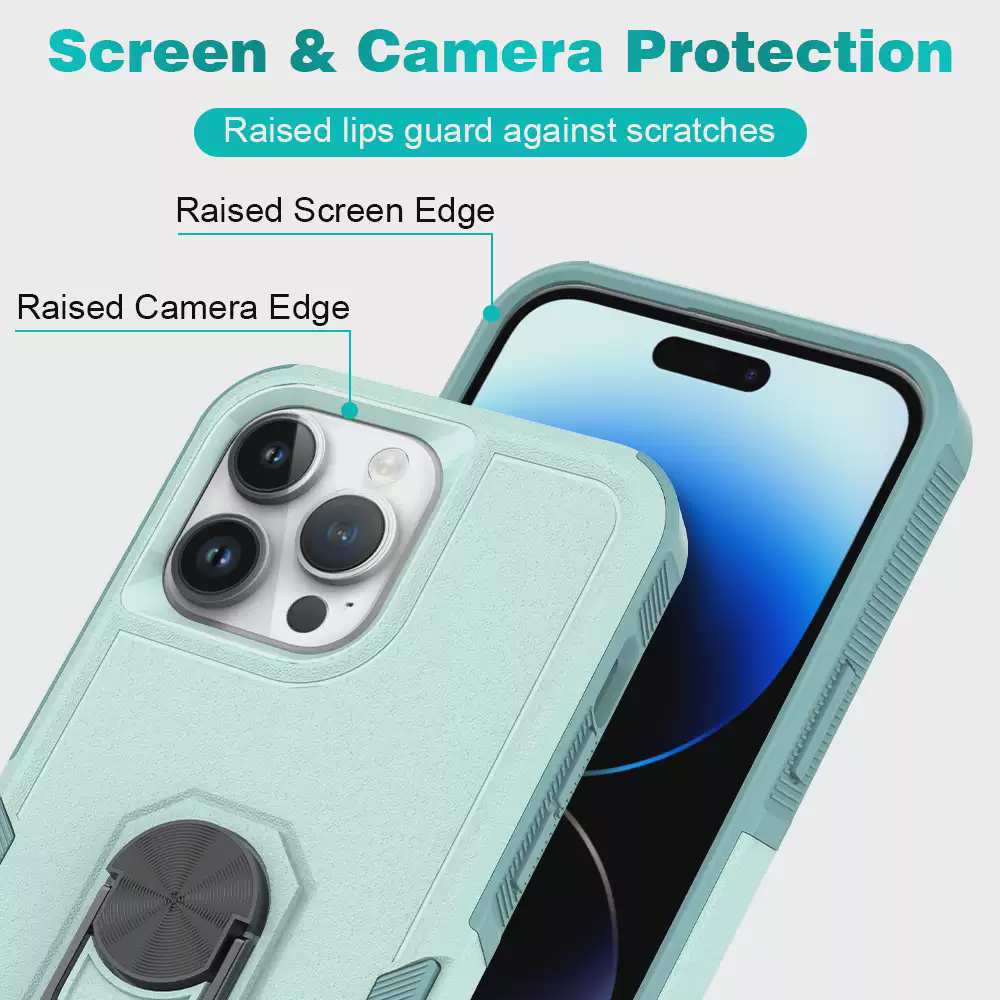 Screen & Camera Protection
Raised lips guard against scratches
Raised Screen Edge
Raised Camera Edge